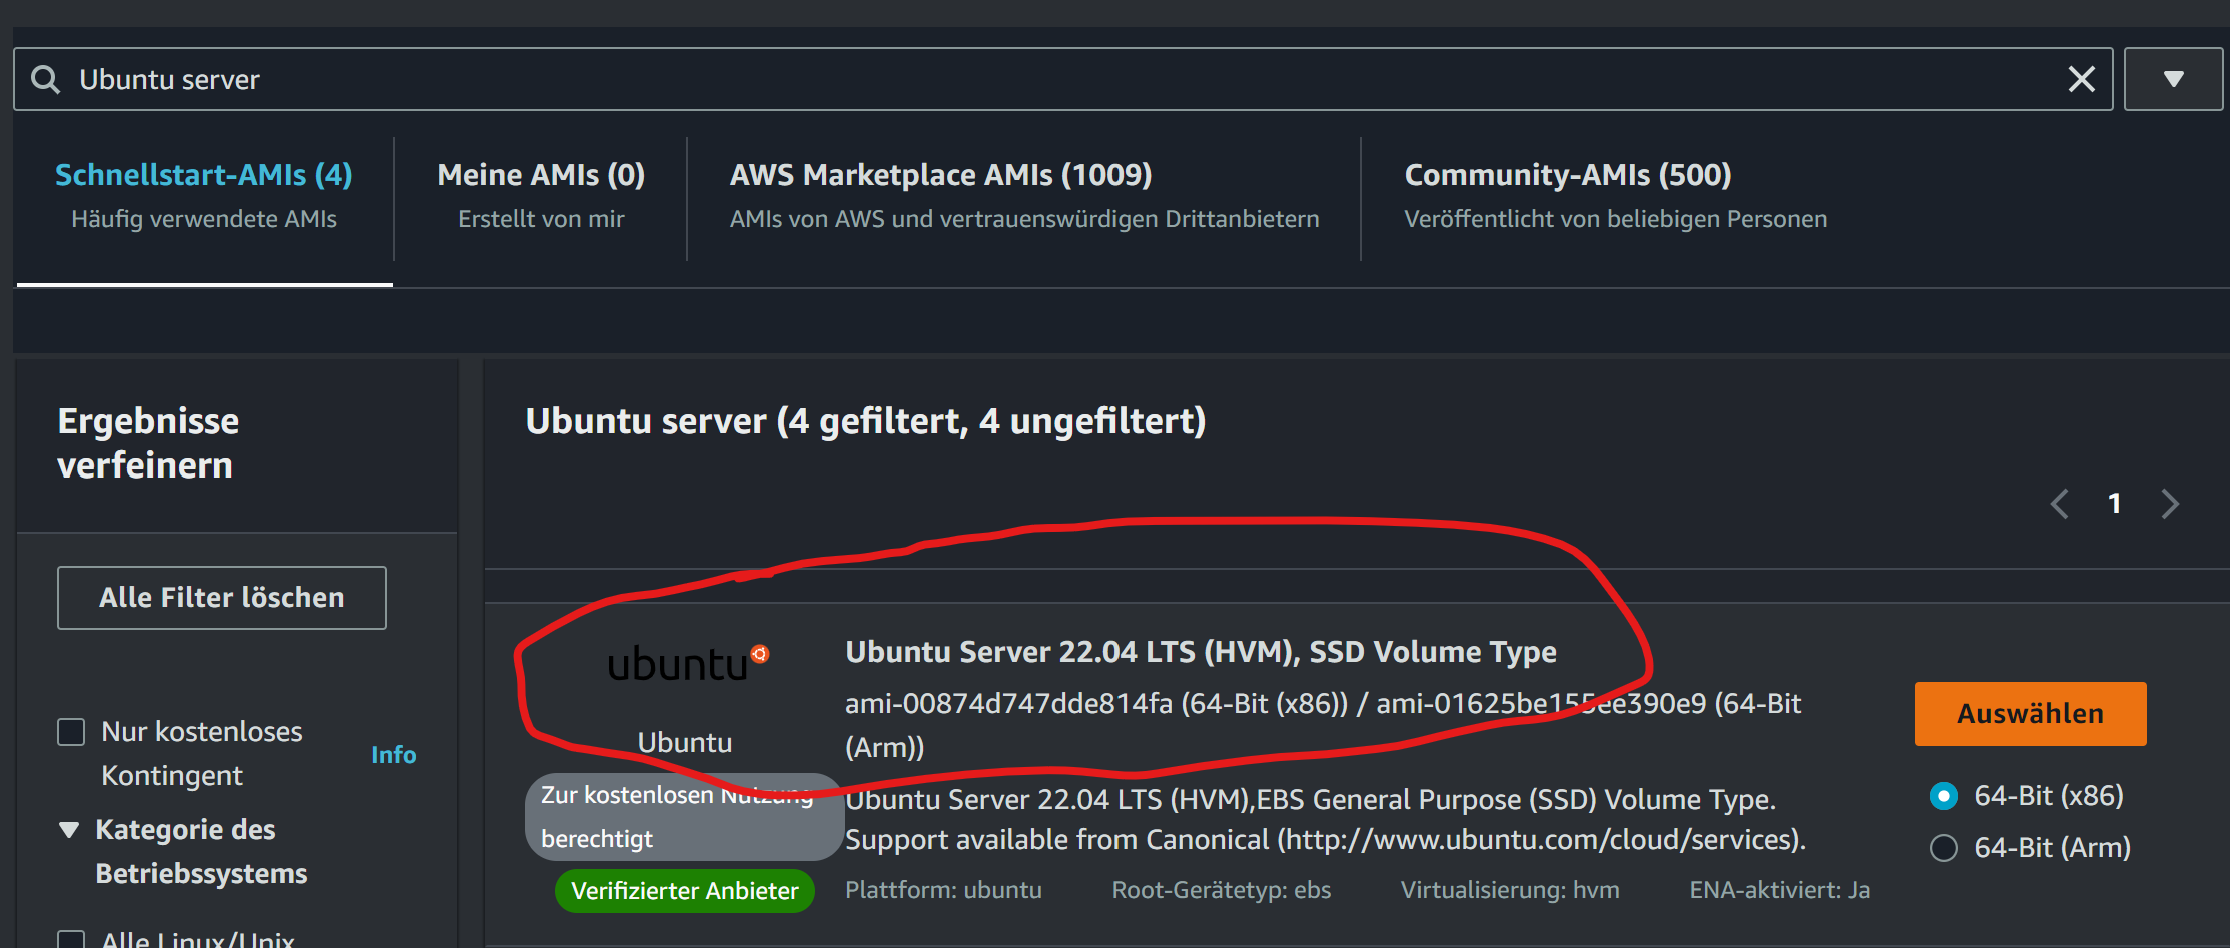 Ubuntu server
Schnellstart-AMIs (4)
Häufig verwendete AMIs
Meine AMIs (0)
Erstellt von mir
AWS Marketplace AMIs (1009)
AMIs von AWS und vertrauenswürdigen Drittanbietern
Community-AMIs (500)
Veröffentlicht von beliebigen Personen
Ergebnisse
verfeinern
Alle Filter löschen
Nur kostenloses
Kontingent
Info
Kategorie des
Betriebssystems
Alle Linux/Unix
Ubuntu server (4 gefiltert, 4 ungefiltert)
1
ubuntu
Ubuntu
Zur kostenlosen Nutzung
berechtigt
Verifizierter Anbieter
Ubuntu Server 22.04 LTS (HVM), SSD Volume Type
ami-00874d747dde814fa (64-Bit (x86)) / ami-01625be155ee390e9 (64-Bit
(Arm))
Ubuntu Server 22.04 LTS (HVM),EBS General Purpose (SSD) Volume Type.
Support available from Canonical (http://www.ubuntu.com/cloud/services).
Plattform: ubuntu
Root-Gerätetyp: ebs
Virtualisierung: hvm
ENA-aktiviert: Ja
Auswählen
64-Bit (x86)
64-Bit (Arm)